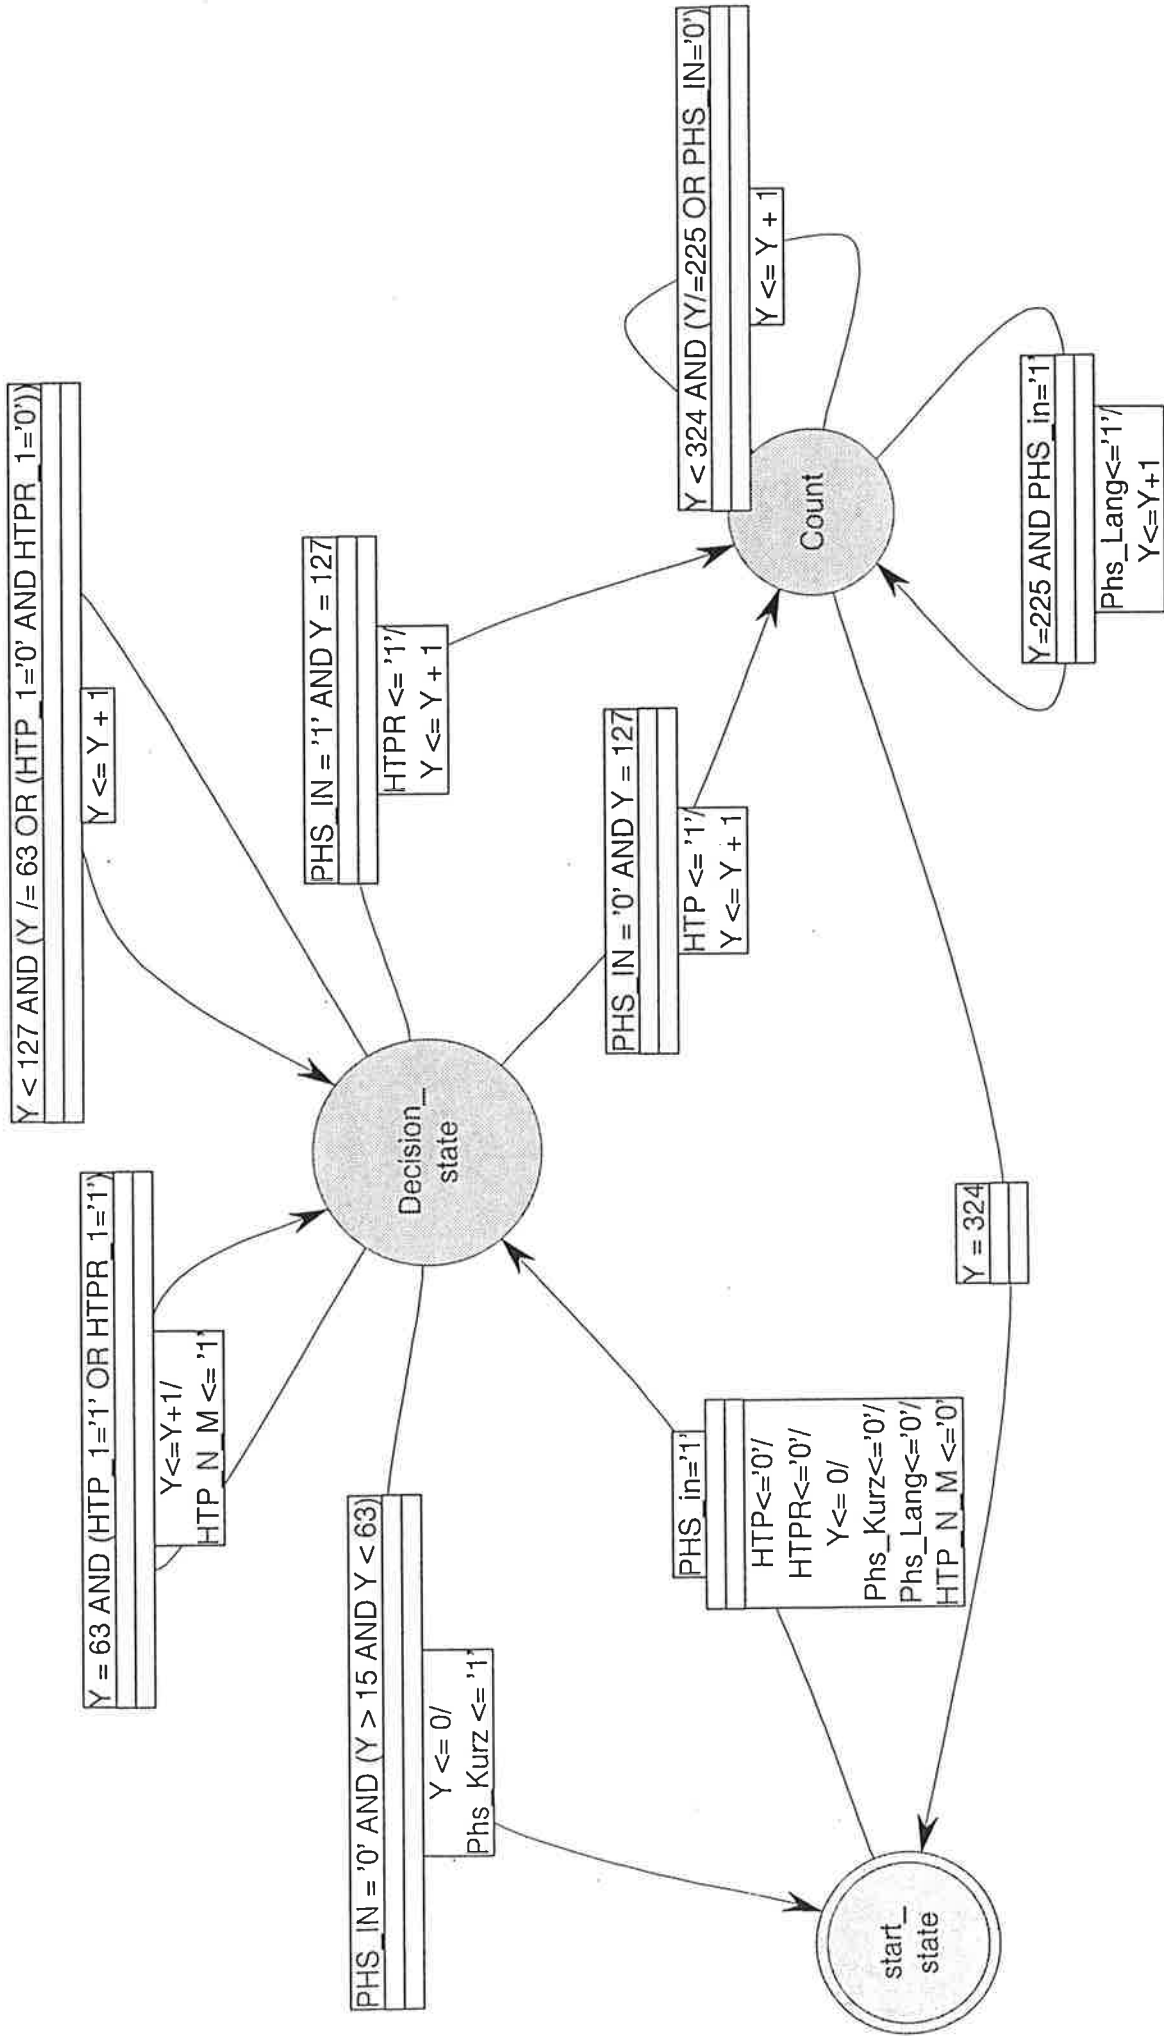 Y < 127 AND (Y /= 63 OR (HTP_1='0' AND HTPR_1='0'))
Y <= Y + 1
Y = 63 AND (HTP_1='1' OR HTPR_1='1')
Y<=Y+1/
HTP_N_M <= '1'
PHS_IN = '0' AND (Y > 15 AND Y < 63)
Y <= 0/
Phs_Kurz <= '1'
Decision_
state
PHS_IN = '1' AND Y = 127
HTPR <= '1'/
Y <= Y + 1
PHS_IN = '0' AND Y = 127
HTP <= '1'/
Y <= Y + 1
Y < 324 AND (Y/=225 OR PHS_IN='0')
Y <= Y + 1
Count
Y=225 AND PHS_in='1'
Phs_Lang<='1'/
Y<=Y+1
PHS_in='1'
HTP<='0'/
HTPR<='0'/
Y<= 0/
Phs_Kurz<='0'/
Phs_Lang<='0'/
HTP_N_M <='0'
Y = 324
start_
state